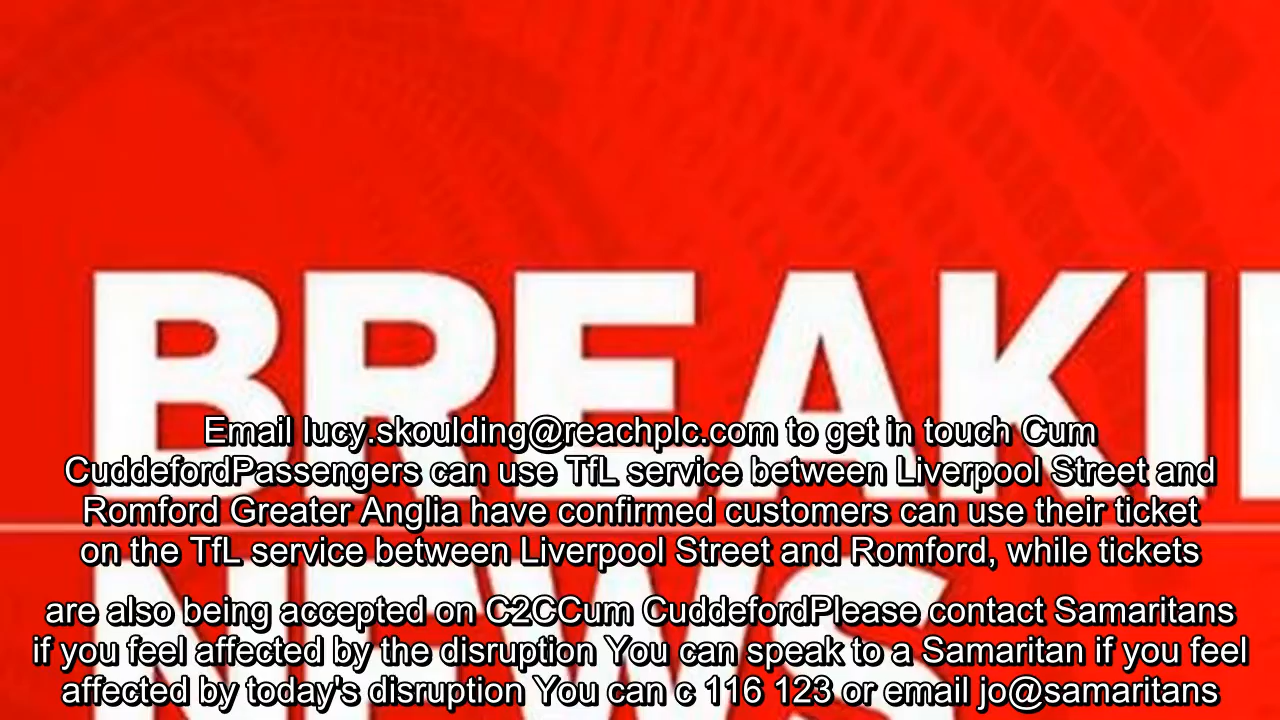 BREAKI
NEWS
Email lucy.skoulding@reachplc.com to get in touch Cum
CuddefordPassengers can use TfL service between Liverpool Street and
Romford Greater Anglia have confirmed customers can use their ticket
on the TfL service between Liverpool Street and Romford, while tickets
are also being accepted on C2CCum CuddefordPlease contact Samaritans
if you feel affected by the disruption You can speak to a Samaritan if you feel
affected by today's disruption You can c 116 123 or email jo@samaritans